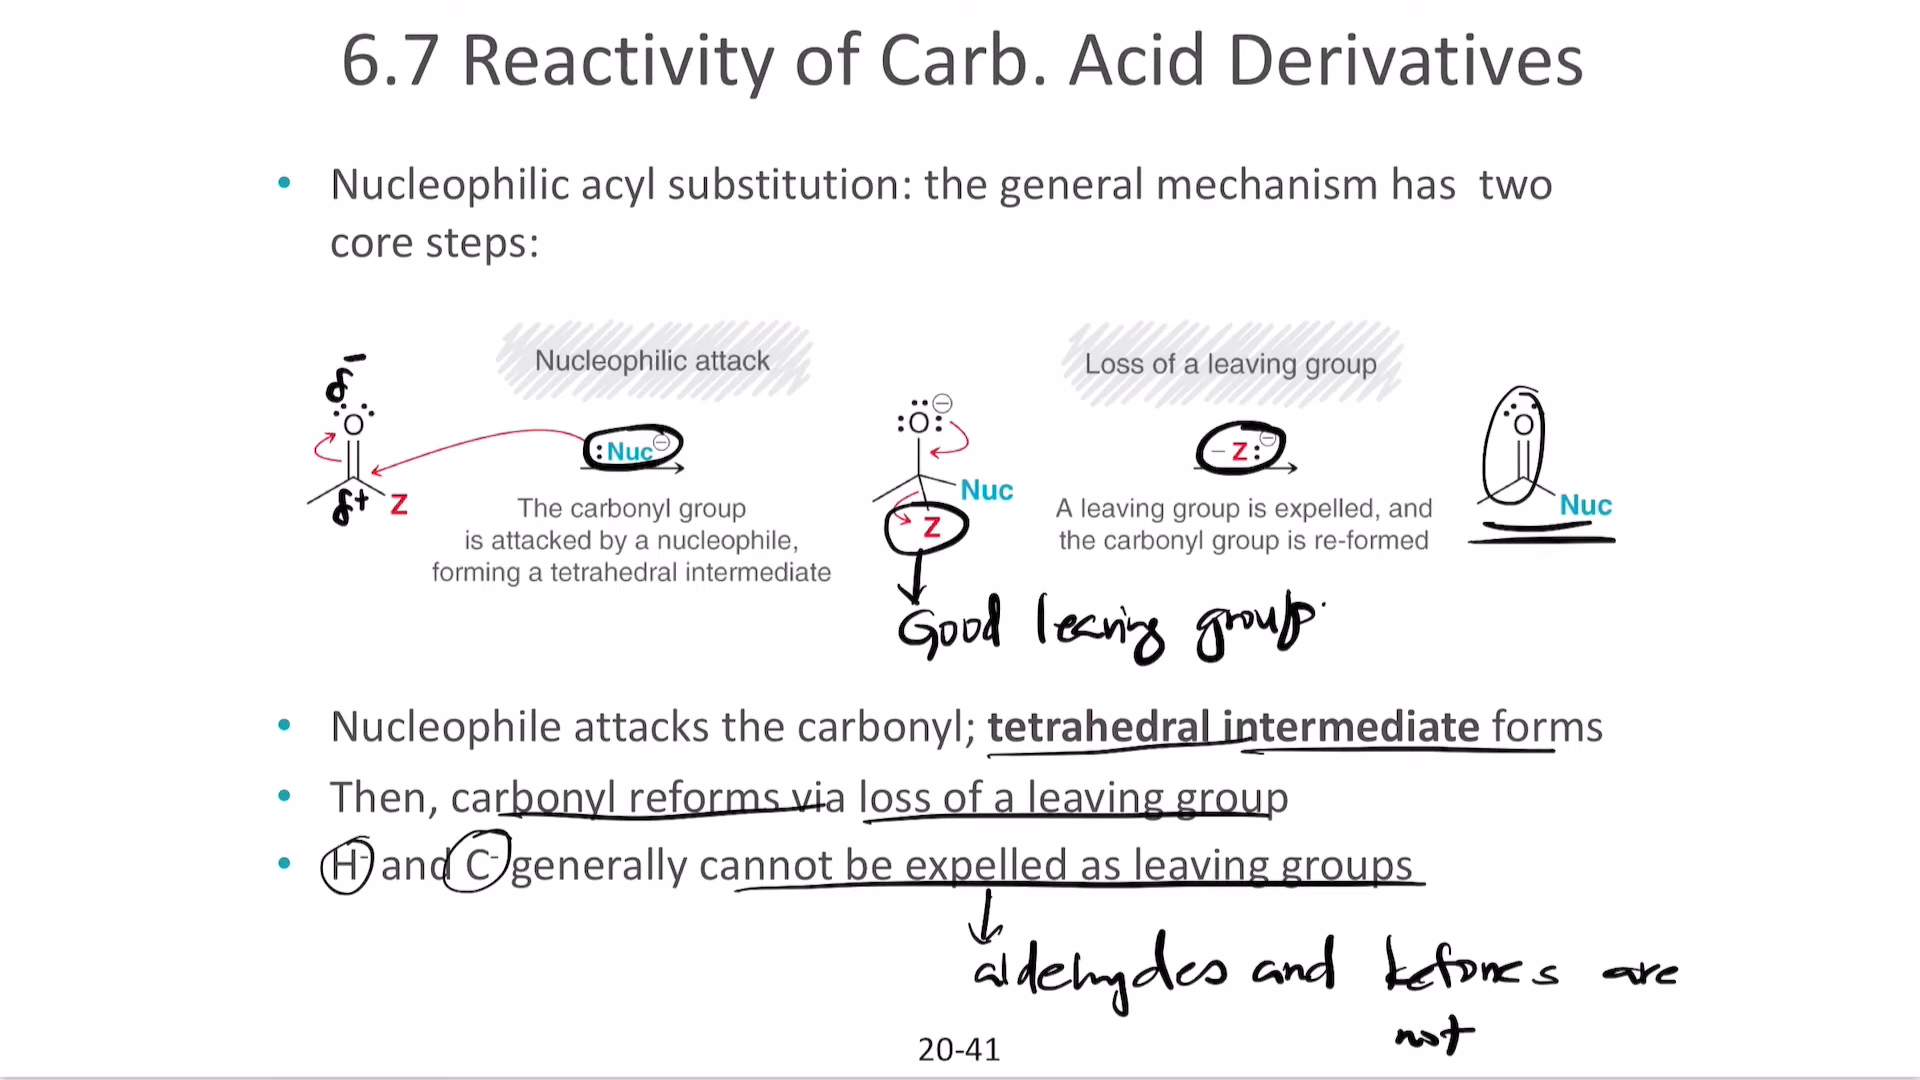 6.7 Reactivity of Carb. Acid Derivatives
• Nucleophilic acyl substitution: the general mechanism has two
core steps:
δ-
O
δ+ Z
Nucleophilic attack
:Nuc⊖
The carbonyl group
is attacked by a nucleophile,
forming a tetrahedral intermediate
:O:⊖
Nuc
Z
Good leaving group.
Loss of a leaving group
– Z:⊖
A leaving group is expelled, and
the carbonyl group is re-formed
O
Nuc
• Nucleophile attacks the carbonyl; tetrahedral intermediate forms
• Then, carbonyl reforms via loss of a leaving group
• H- and C- generally cannot be expelled as leaving groups
aldehydes and ketones are
not
20-41